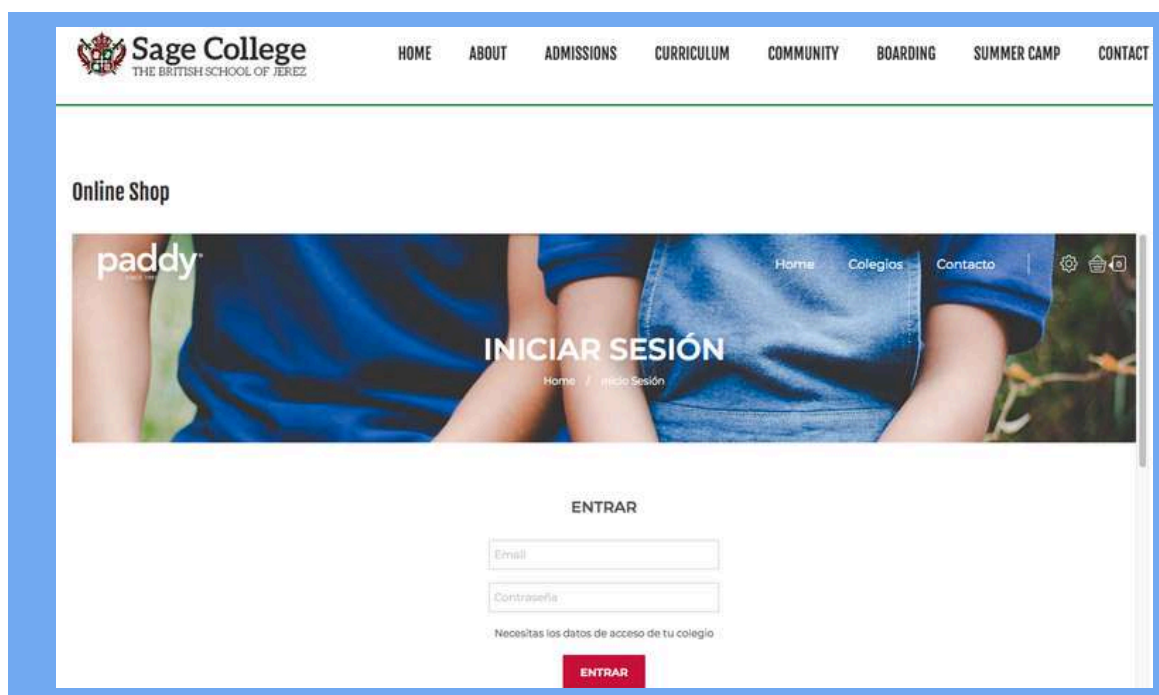 Sage College
THE BRITISH SCHOOL OF JEREZ
HOME ABOUT ADMISSIONS CURRICULUM COMMUNITY BOARDING SUMMER CAMP CONTACT
Online Shop
paddy
Home Colegios Contacto
0
INICIAR SESIÓN
Home / Inicio Sesión
ENTRAR
Email
Contraseña
Necesitas los datos de acceso de tu colegio
ENTRAR